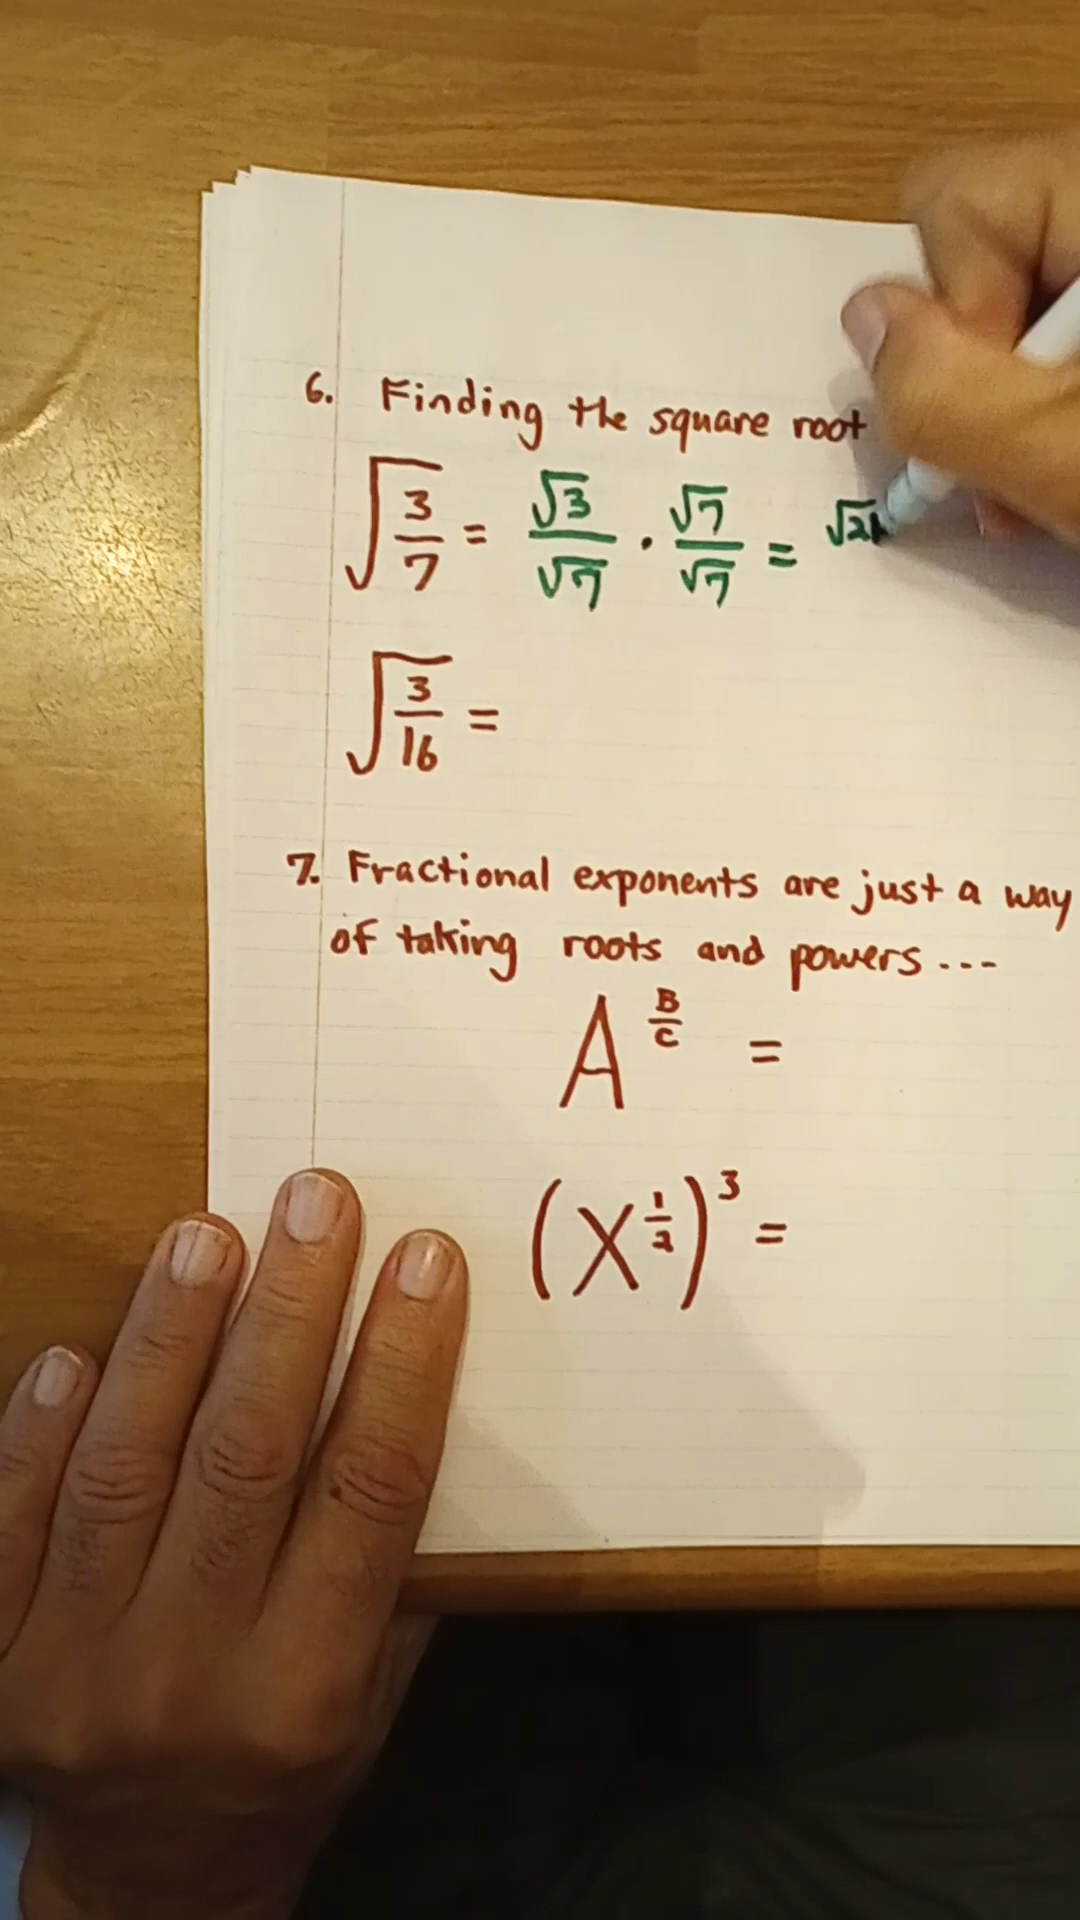 6. Finding the square root
√(3/7) = √3/√7 · √7/√7 = √21
√(3/16) =
7. Fractional exponents are just a way
of taking roots and powers...
A^(B/C) =
(X^(1/2))^3 =